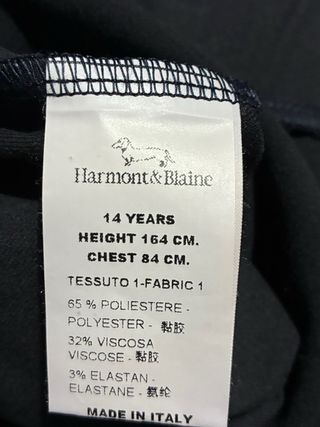 Harmont&Blaine
14 YEARS
HEIGHT 164 CM.
CHEST 84 CM.
TESSUTO 1-FABRIC 1
65 % POLIESTERE -
POLYESTER - 黏胶
32% VISCOSA
VISCOSE - 黏胶
3% ELASTAN -
ELASTANE - 氨纶
MADE IN ITALY